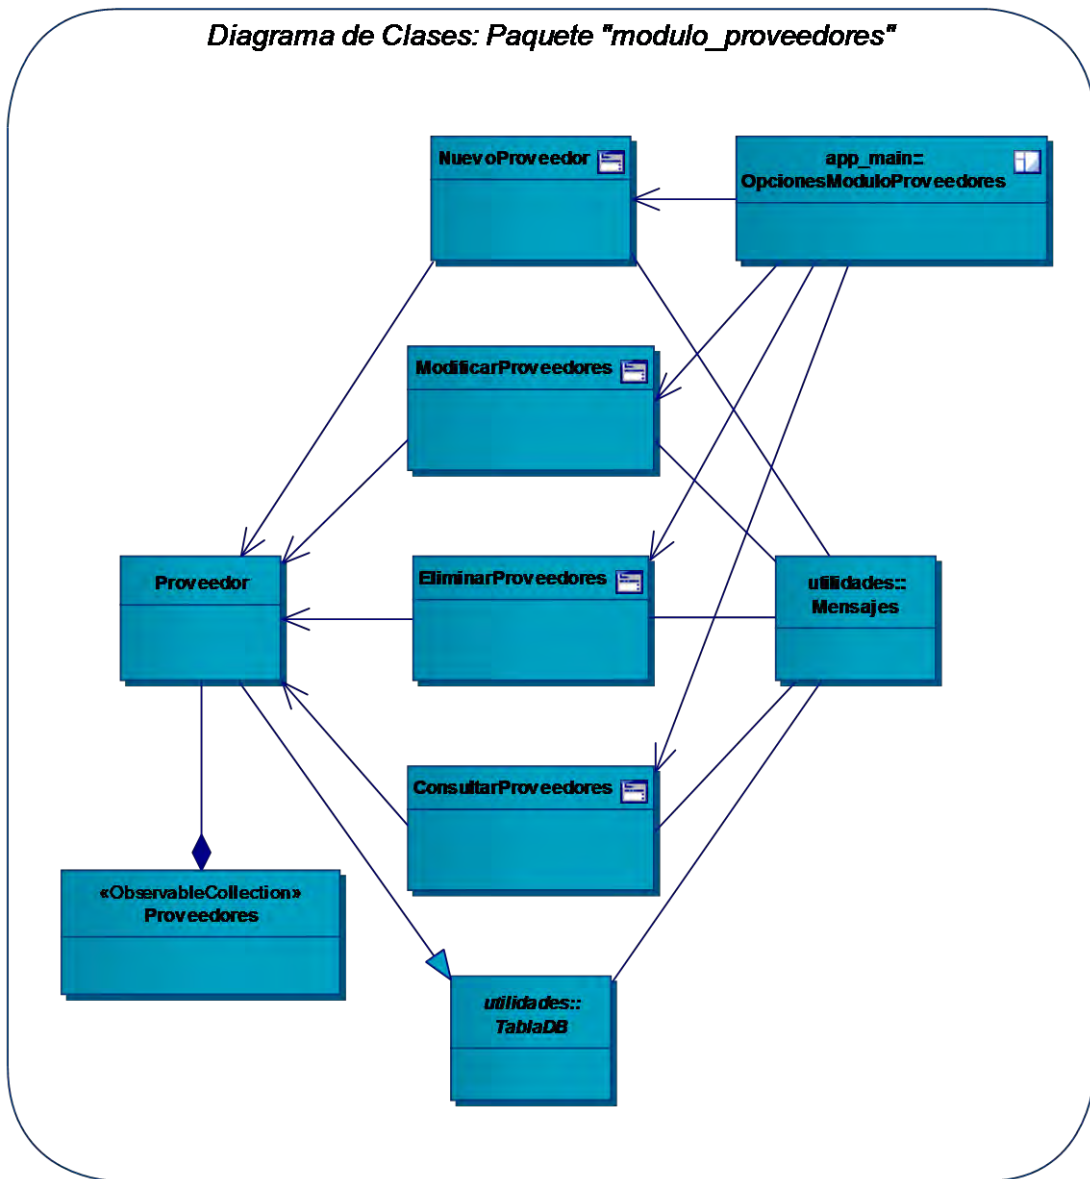 Diagrama de Clases: Paquete "modulo_proveedores"
NuevoProveedor
app_main::
OpcionesModuloProveedores
ModificarProveedores
Proveedor
EliminarProveedores
utilidades::
Mensajes
ConsultarProveedores
«ObservableCollection»
Proveedores
utilidades::
TablaDB